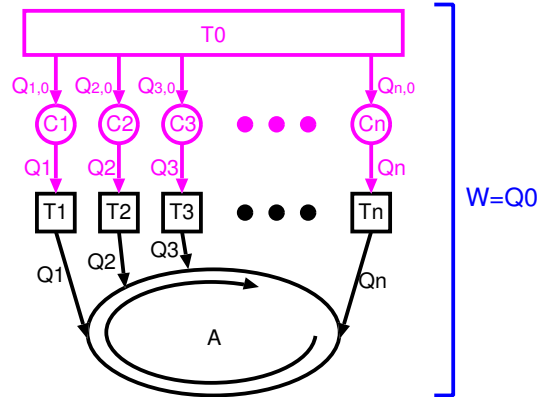 T0
Q1,0 Q2,0 Q3,0 Qn,0
C1 C2 C3 Cn
Q1 Q2 Q3 Qn
W=Q0
T1 T2 T3 Tn
Q1 Q2 Q3 Qn
A